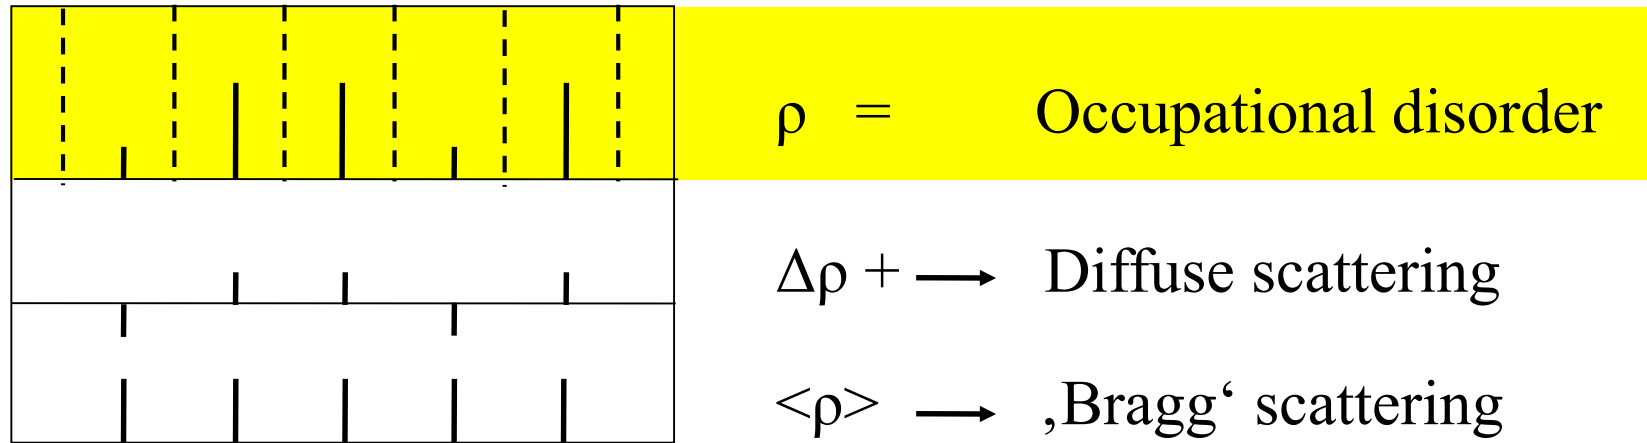 ρ = Occupational disorder
Δρ + ⟶ Diffuse scattering
<ρ> ⟶ ‚Bragg‘ scattering